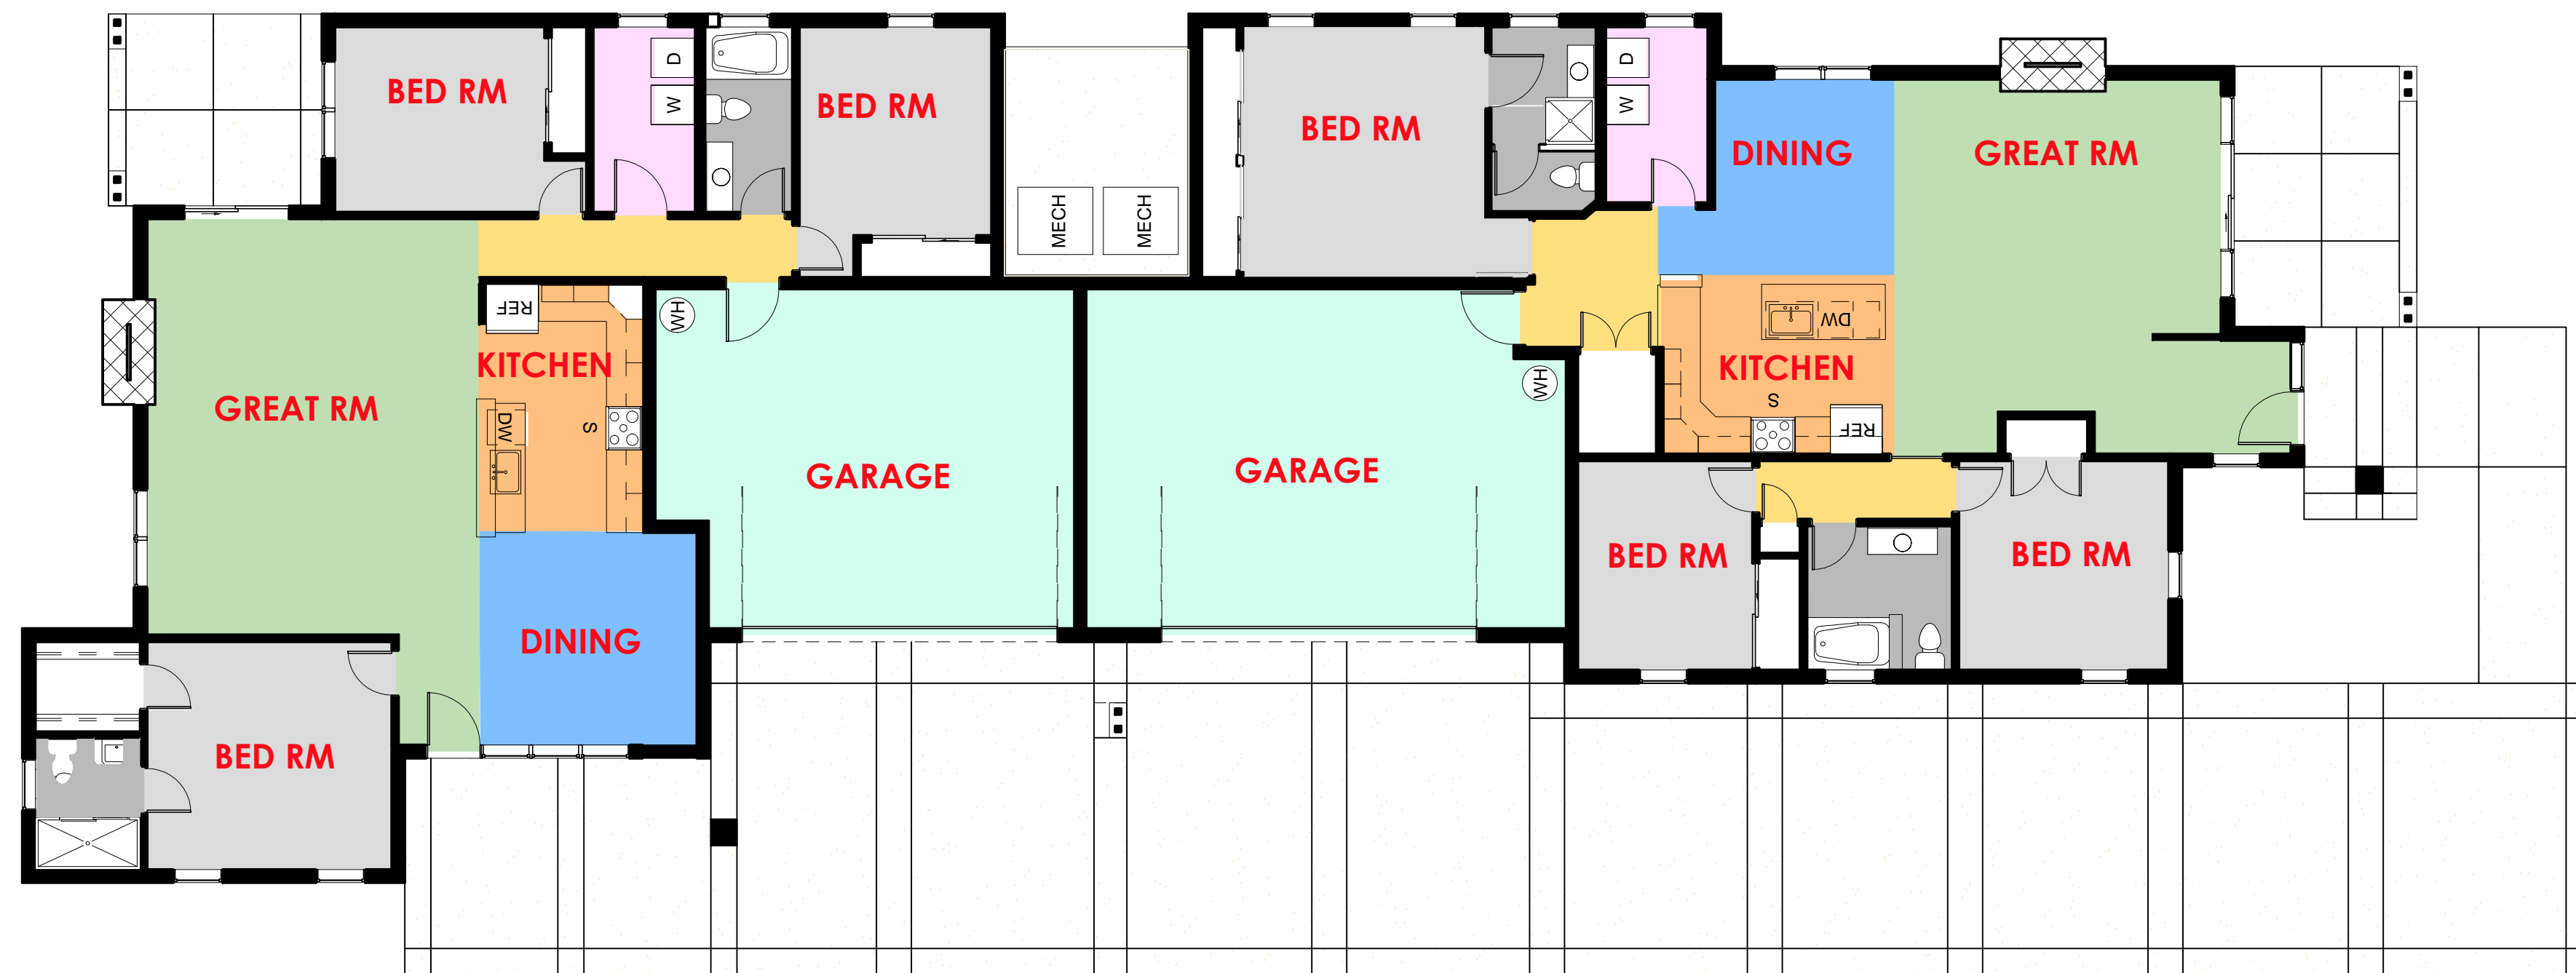 BED RM
D
W
BED RM
MECH
MECH
BED RM
D
W
DINING
GREAT RM
REF
WH
KITCHEN
GREAT RM
DW
S
GARAGE
GARAGE
WH
DW
KITCHEN
S
REF
DINING
BED RM
BED RM
BED RM